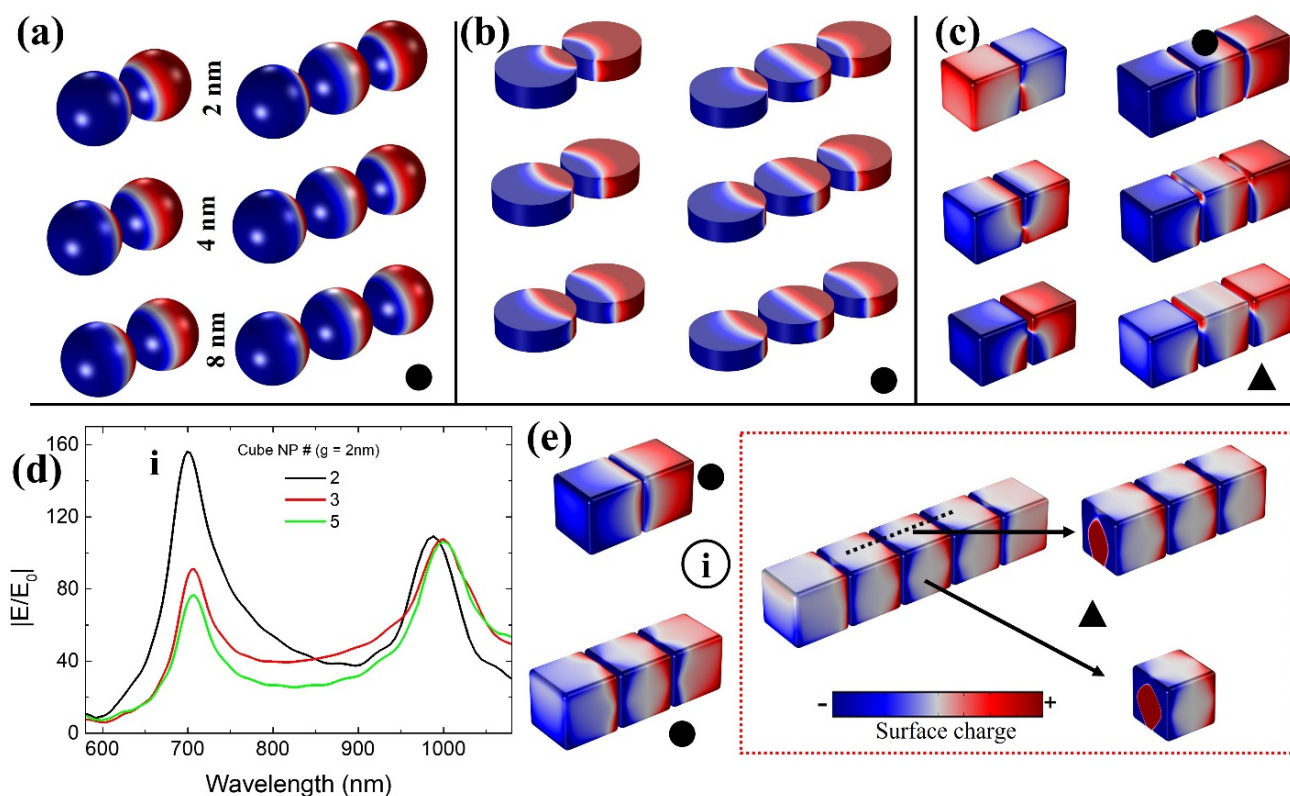 (a)
2 nm
4 nm
8 nm
(b)
(c)
(d)
i
Cube NP # (g = 2nm)
2
3
5
160
120
80
40
0
|E/E₀|
600 700 800 900 1000
Wavelength (nm)
(e)
i
- +
Surface charge